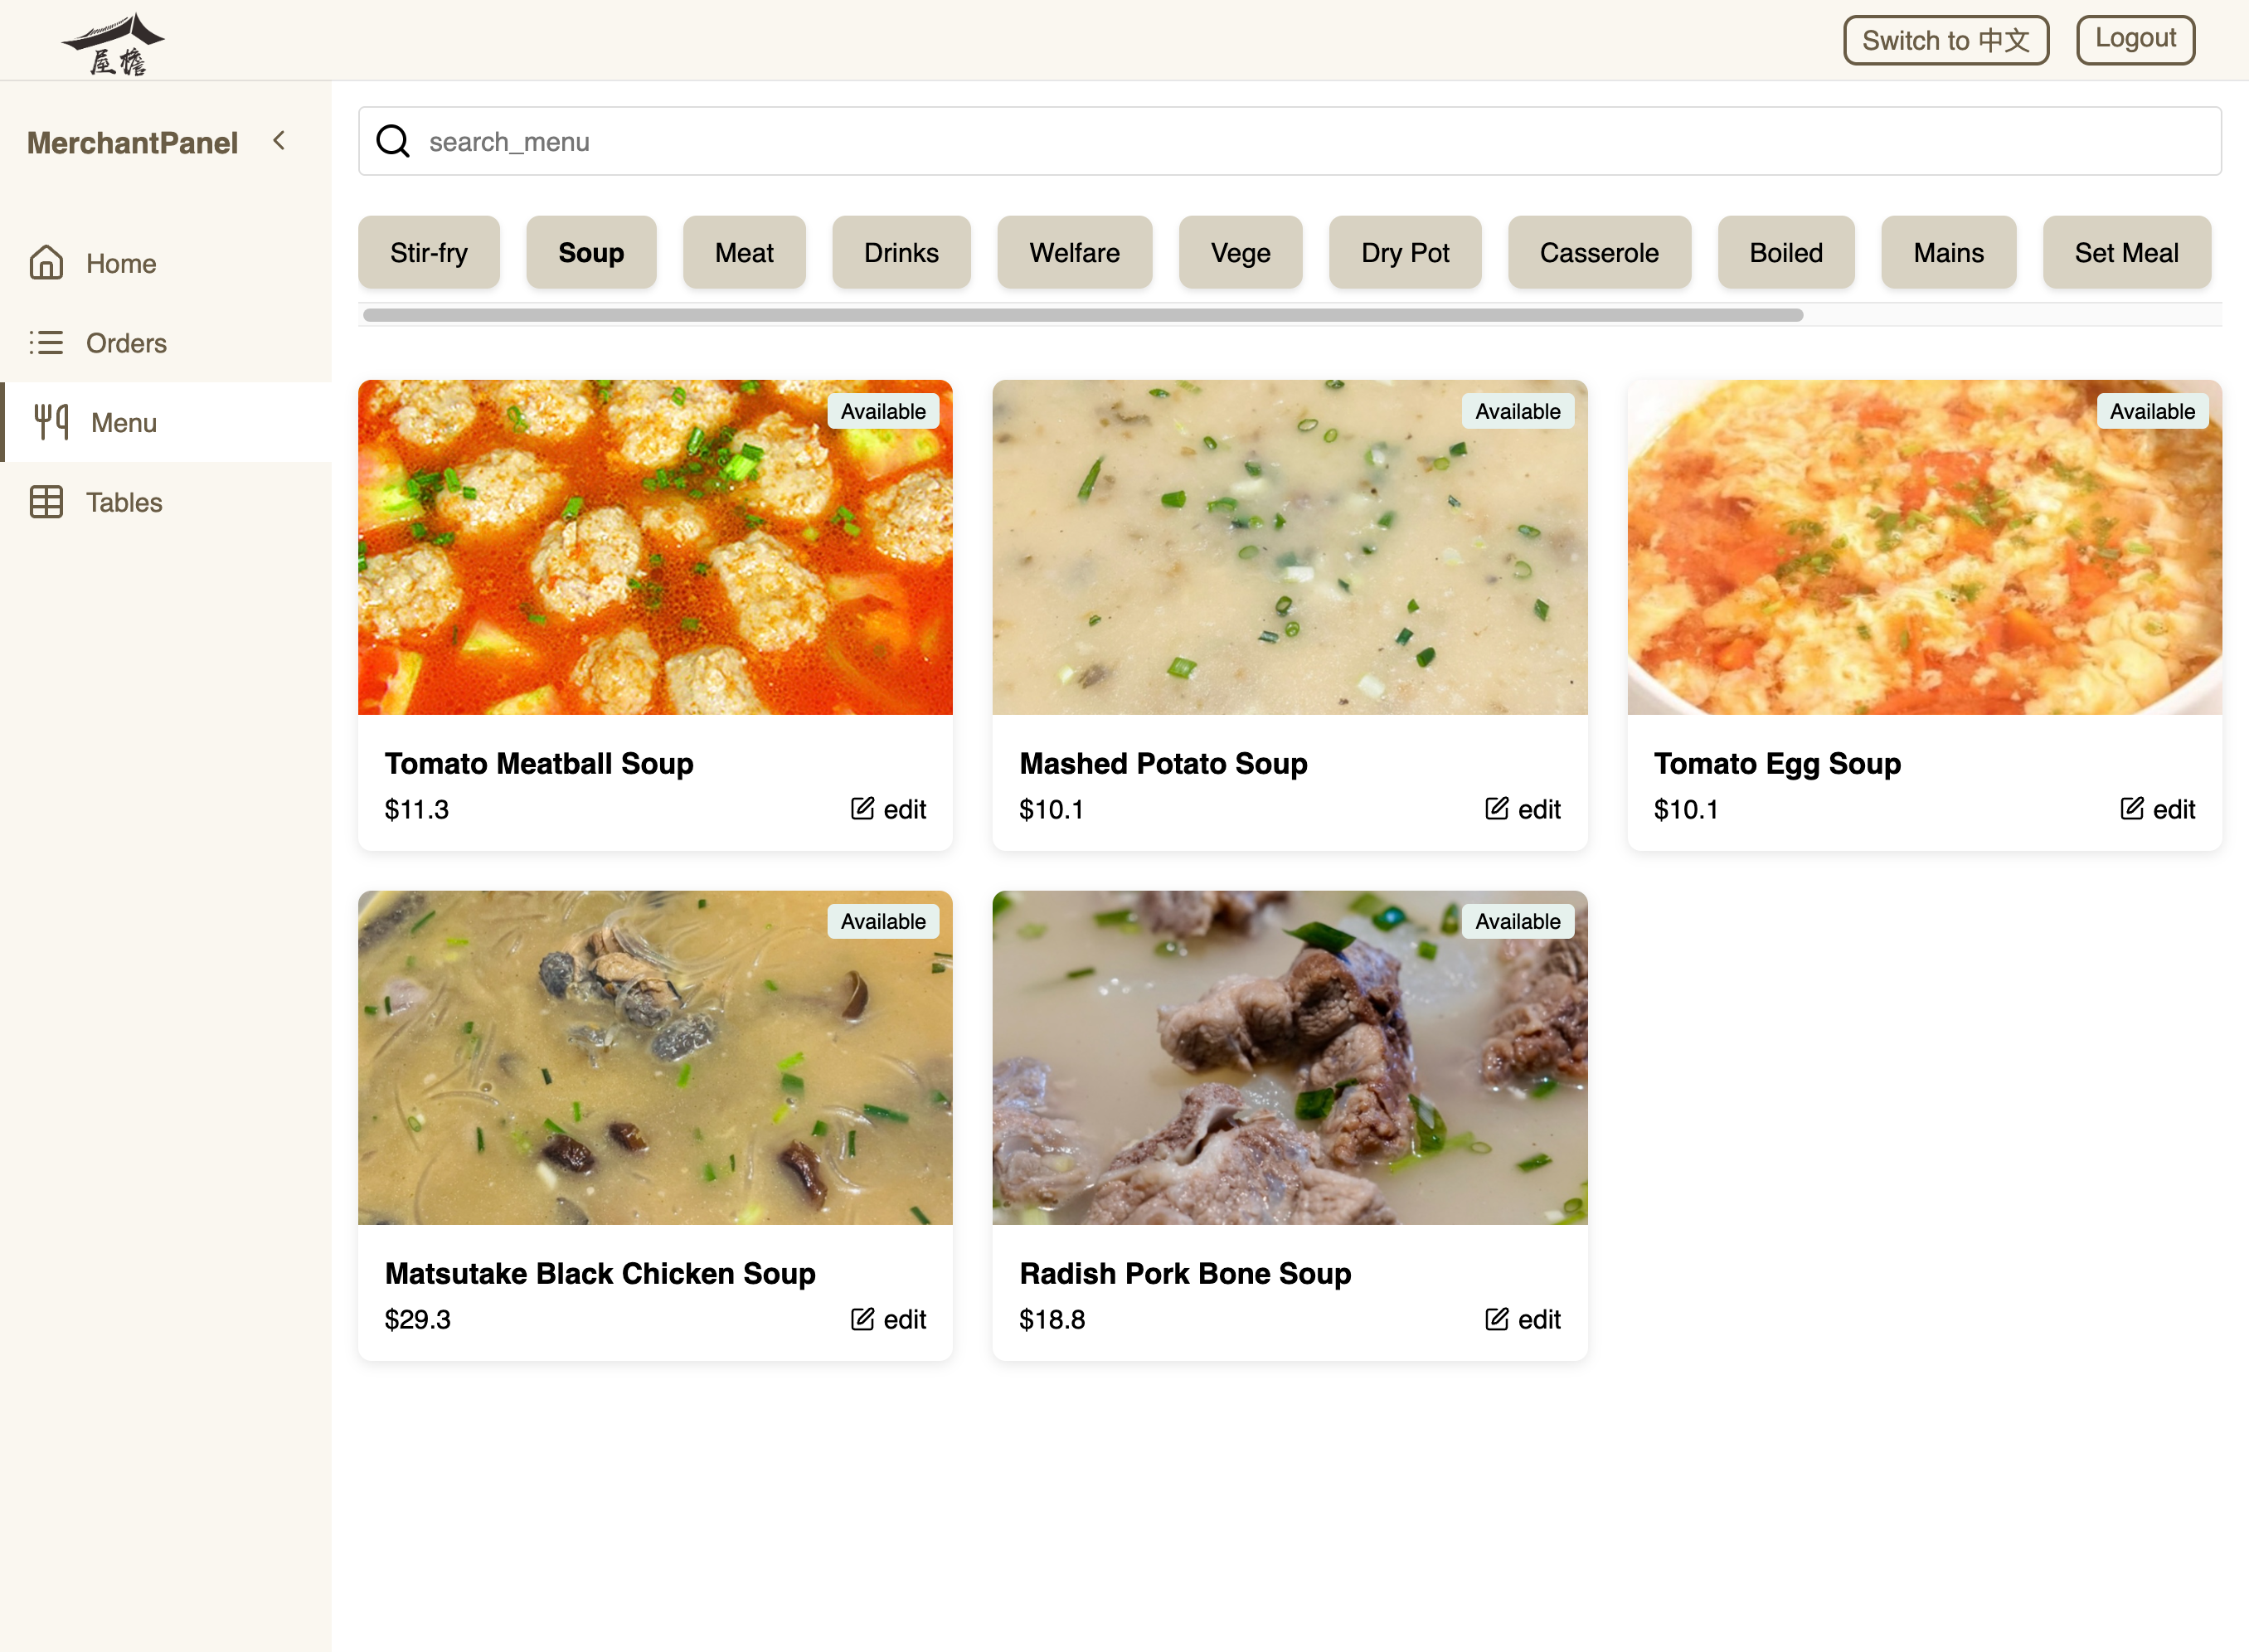 屋檐
Switch to 中文
Logout
MerchantPanel
search_menu
Home
Orders
Menu
Tables
Stir-fry
Soup
Meat
Drinks
Welfare
Vege
Dry Pot
Casserole
Boiled
Mains
Set Meal
Available
Tomato Meatball Soup
$11.3
edit
Available
Mashed Potato Soup
$10.1
edit
Available
Tomato Egg Soup
$10.1
edit
Available
Matsutake Black Chicken Soup
$29.3
edit
Available
Radish Pork Bone Soup
$18.8
edit